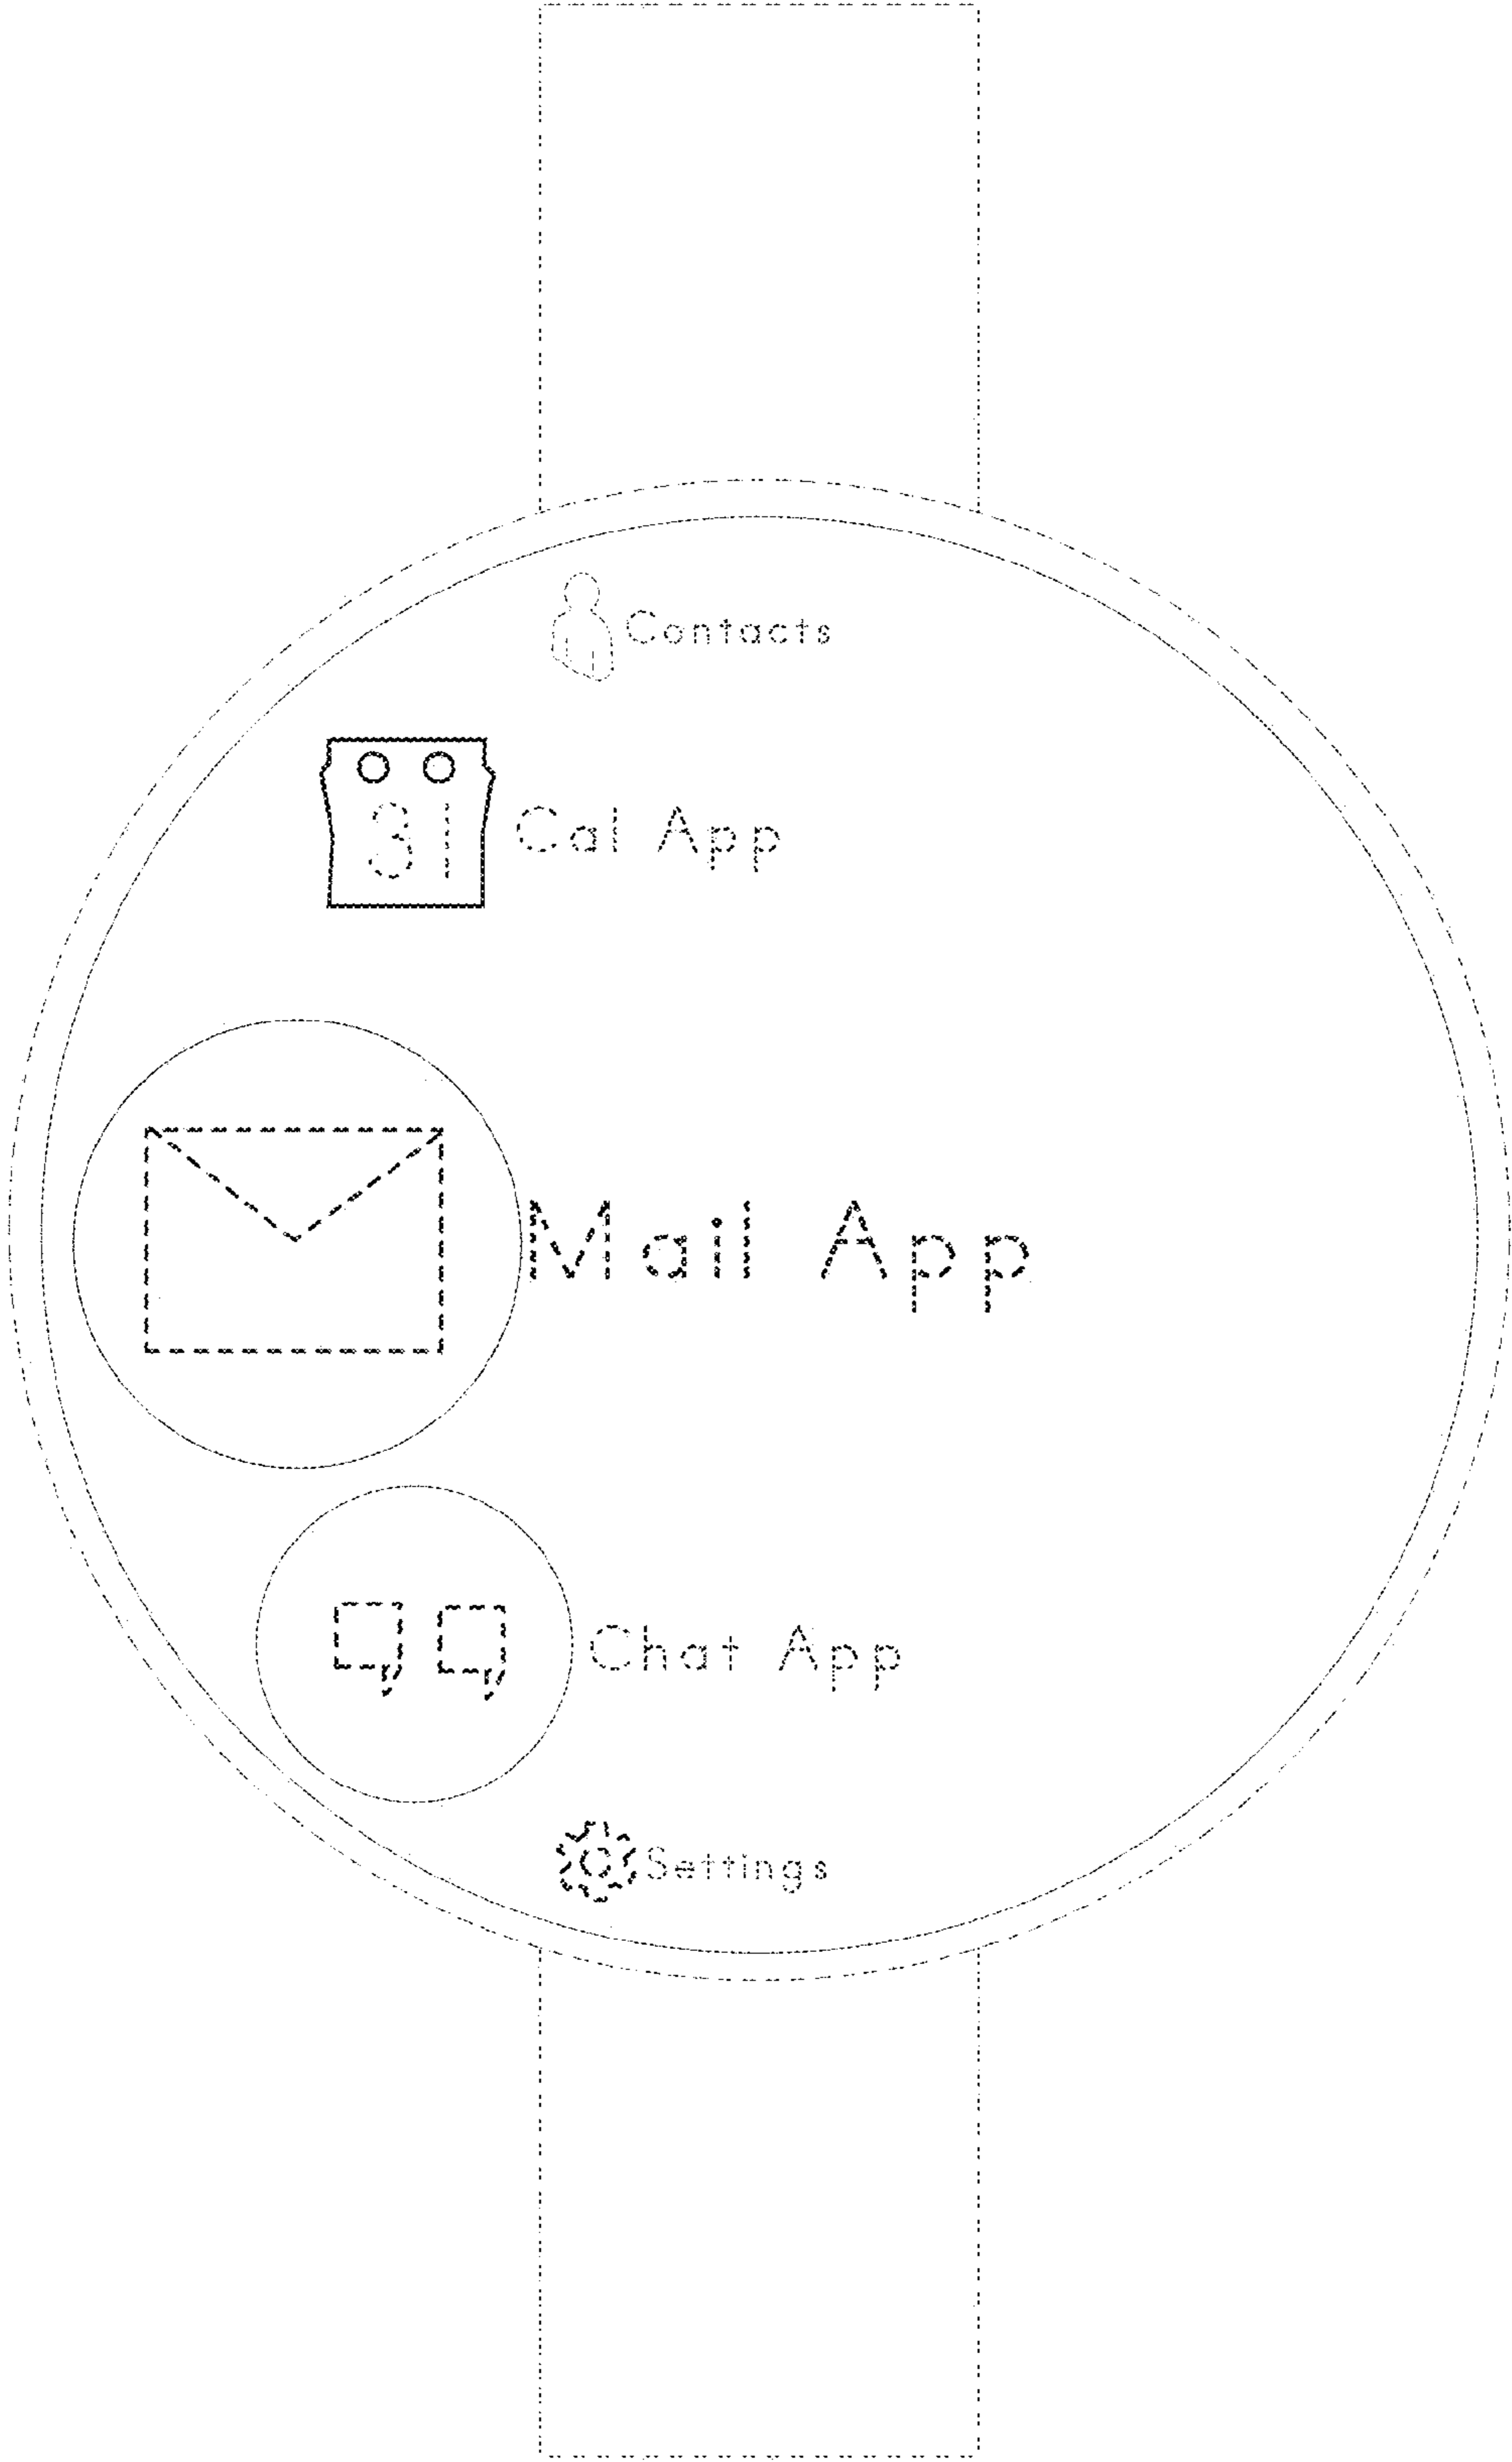 Contacts
31
Cal App
Mail App
Chat App
Settings